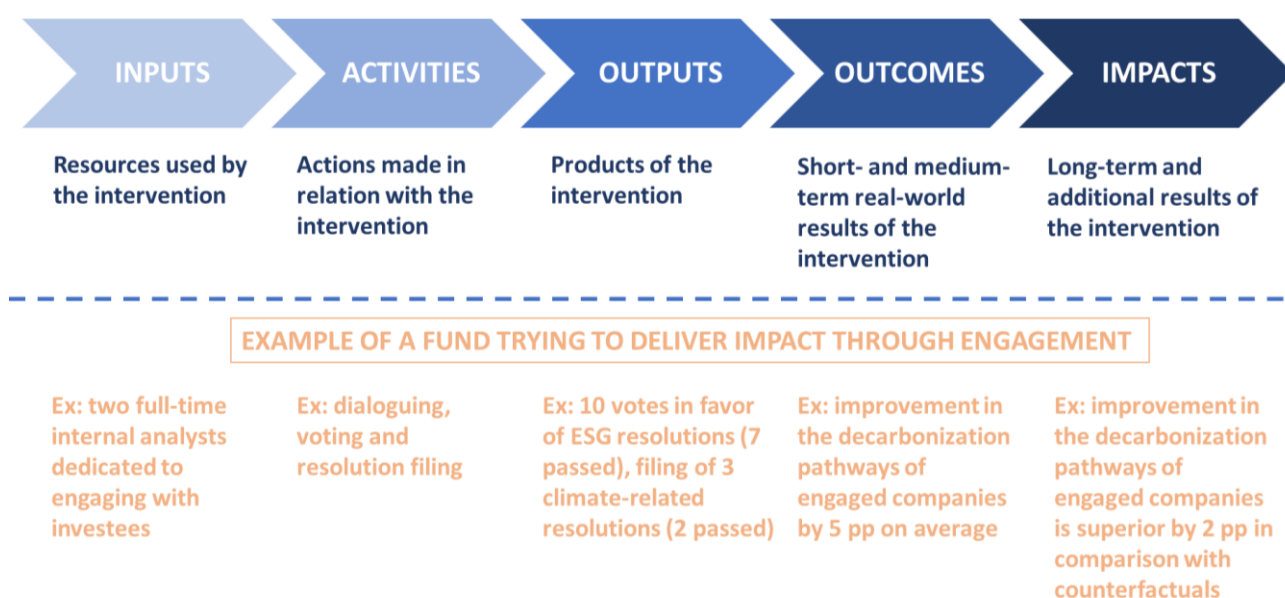 INPUTS
ACTIVITIES
OUTPUTS
OUTCOMES
IMPACTS
Resources used by
the intervention
Actions made in
relation with the
intervention
Products of the
intervention
Short- and medium-
term real-world
results of the
intervention
Long-term and
additional results of
the intervention
EXAMPLE OF A FUND TRYING TO DELIVER IMPACT THROUGH ENGAGEMENT
Ex: two full-time
internal analysts
dedicated to
engaging with
investees
Ex: dialoguing,
voting and
resolution filing
Ex: 10 votes in favor
of ESG resolutions (7
passed), filing of 3
climate-related
resolutions (2 passed)
Ex: improvement in
the decarbonization
pathways of
engaged companies
by 5 pp on average
Ex: improvement in
the decarbonization
pathways of
engaged companies
is superior by 2 pp in
comparison with
counterfactuals